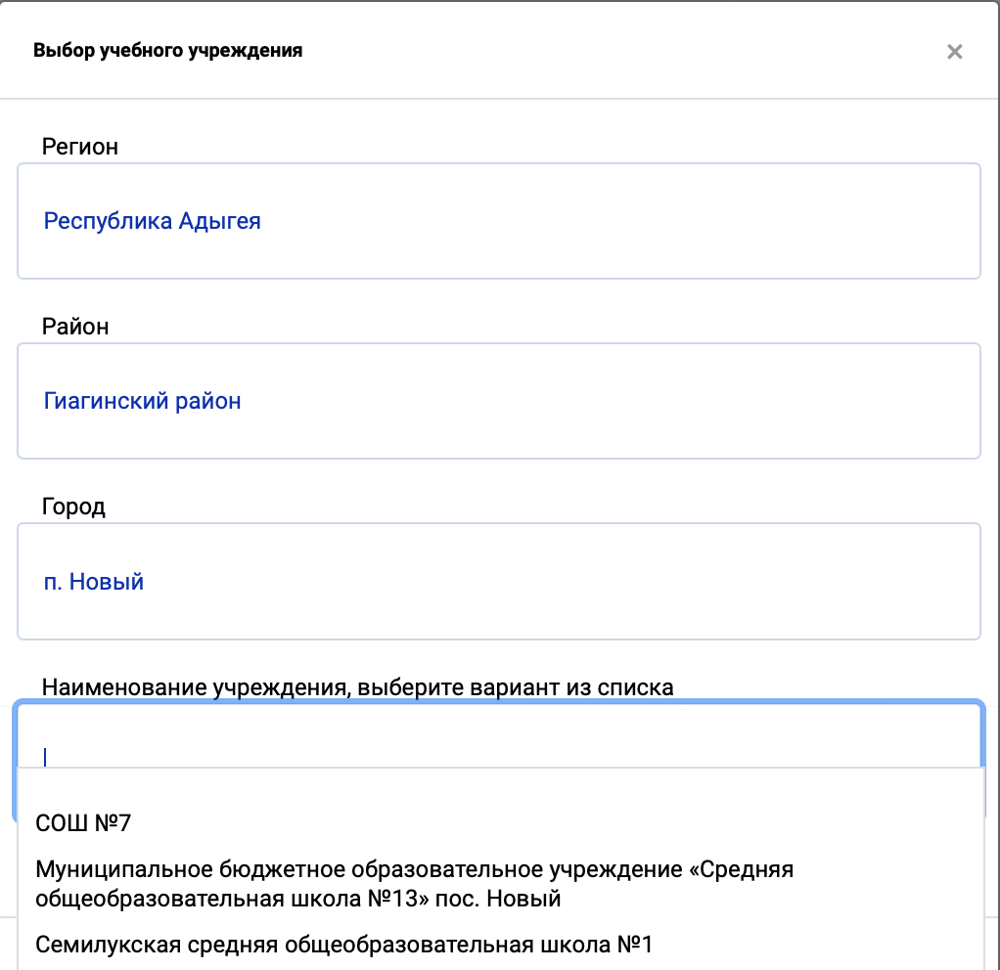 Выбор учебного учреждения
×
Регион
Республика Адыгея
Район
Гиагинский район
Город
п. Новый
Наименование учреждения, выберите вариант из списка
СОШ №7
Муниципальное бюджетное образовательное учреждение «Средняя
общеобразовательная школа №13» пос. Новый
Семилукская средняя общеобразовательная школа №1